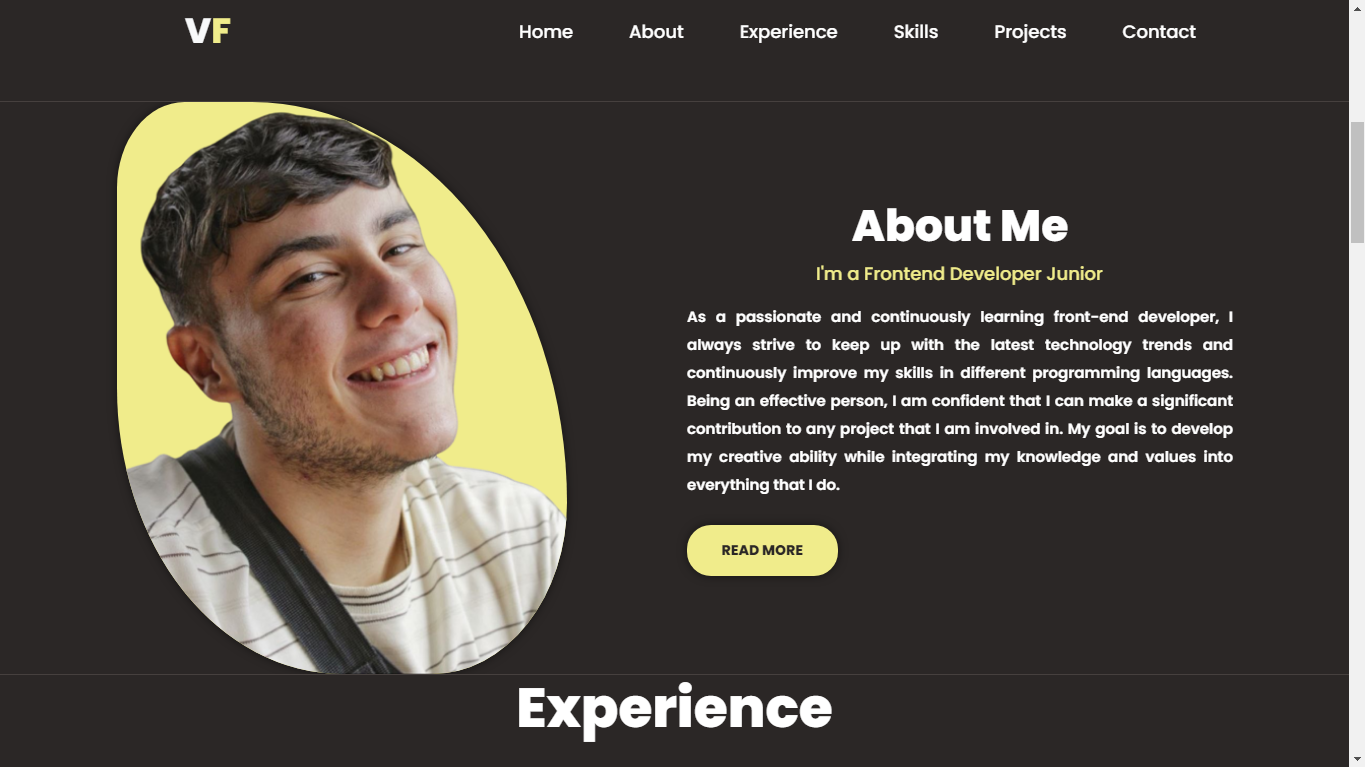 VF
Home About Experience Skills Projects Contact
About Me
I'm a Frontend Developer Junior
As a passionate and continuously learning front-end developer, I
always strive to keep up with the latest technology trends and
continuously improve my skills in different programming languages.
Being an effective person, I am confident that I can make a significant
contribution to any project that I am involved in. My goal is to develop
my creative ability while integrating my knowledge and values into
everything that I do.
READ MORE
Experience